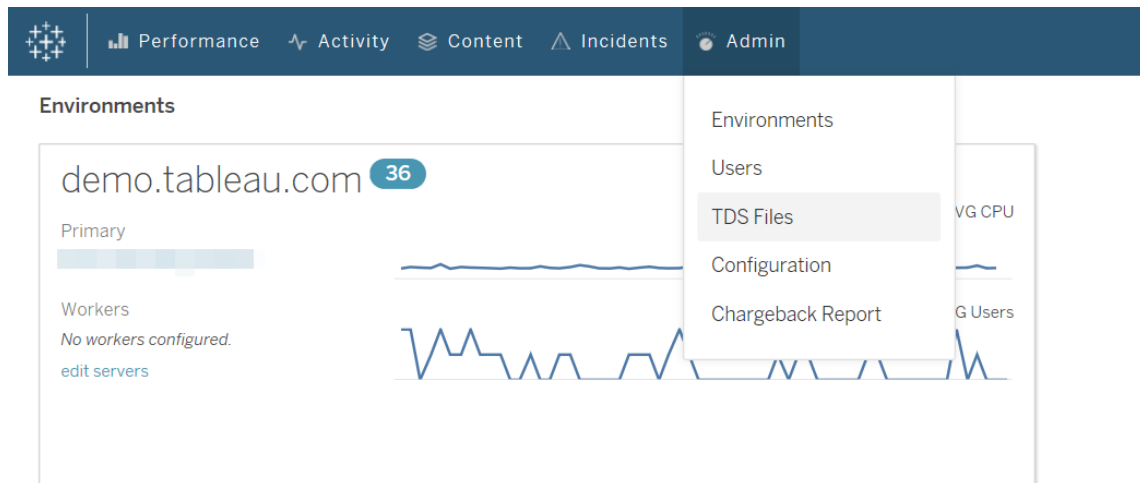 Performance Activity Content Incidents Admin
Environments
demo.tableau.com 36
Primary
Workers
No workers configured.
edit servers
Environments
Users
TDS Files
Configuration
Chargeback Report
VG CPU
G Users